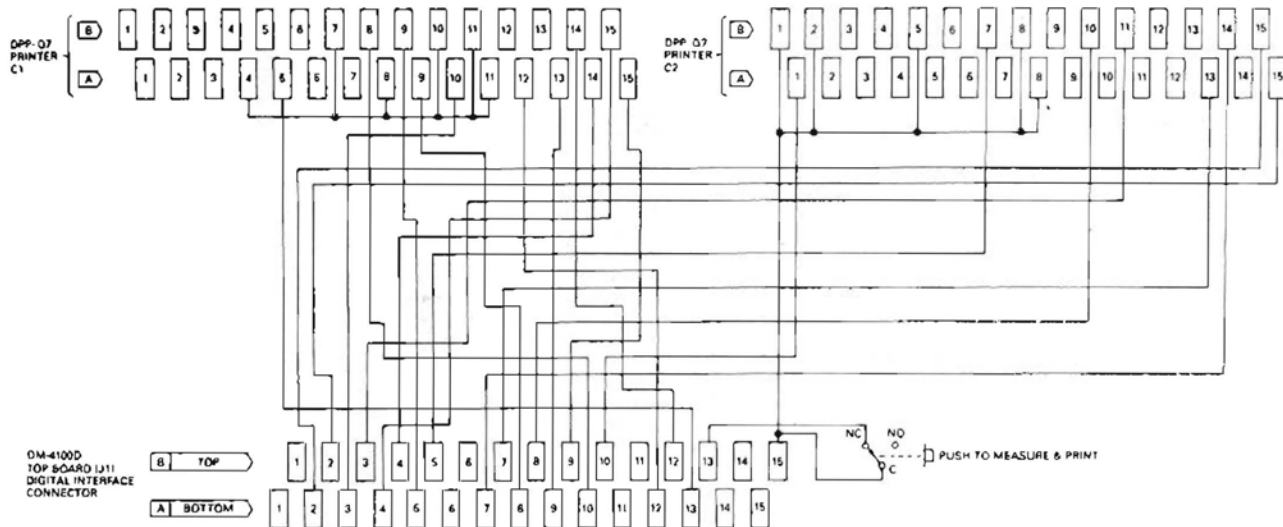 B 1 2 3 4 5 6 7 8 9 10 11 12 13 14 15
DPP-Q7
PRINTER
C1
A 1 2 3 4 5 6 7 8 9 10 11 12 13 14 15
B 1 2 3 4 5 6 7 8 9 10 11 12 13 14 15
DPP-Q7
PRINTER
C2
A 1 2 3 4 5 6 7 8 9 10 11 12 13 14 15
DM-4100D
TOP BOARD (J1)
DIGITAL INTERFACE
CONNECTOR
B TOP 1 2 3 4 5 6 7 8 9 10 11 12 13 14 15
A BOTTOM 1 2 3 4 5 6 7 8 9 10 11 12 13 14 15
NC NO
C
PUSH TO MEASURE & PRINT